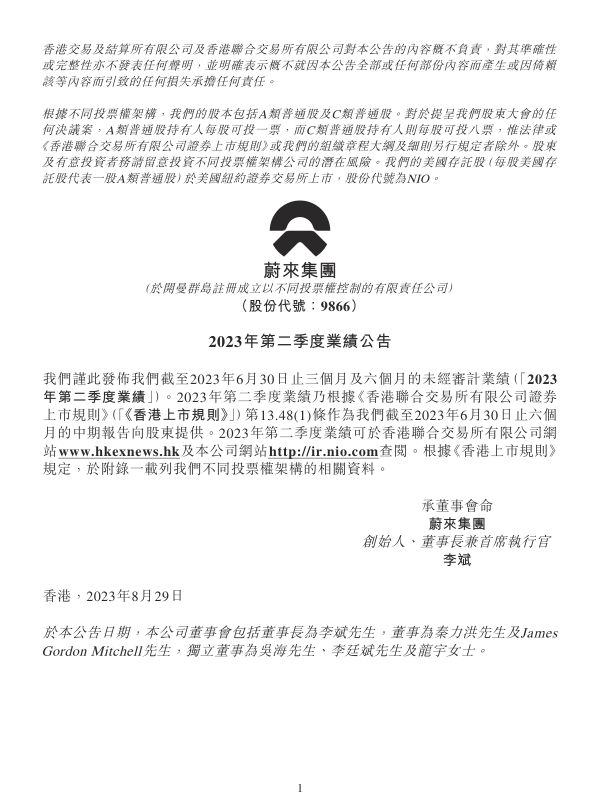 香港交易及結算所有限公司及香港聯合交易所有限公司對本公告的內容概不負責，對其準確性
或完整性亦不發表任何聲明，並明確表示概不就因本公告全部或任何部份內容而產生或因倚賴
該等內容而引致的任何損失承擔任何責任。
根據不同投票權架構，我們的股本包括A類普通股及C類普通股。對於提呈我們股東大會的任
何決議案，A類普通股持有人每股可投一票，而C類普通股持有人則每股可投八票，惟法律或
《香港聯合交易所有限公司證券上市規則》或我們的組織章程大綱及細則另行規定者除外。股東
及有意投資者務請留意投資不同投票權架構公司的潛在風險。我們的美國存託股（每股美國存
託股代表一股A類普通股）於美國紐約證券交易所上市，股份代號為NIO。
蔚來集團
（於開曼群島註冊成立以不同投票權控制的有限責任公司）
（股份代號：9866）
2023年第二季度業績公告
我們謹此發佈我們截至2023年6月30日止三個月及六個月的未經審計業績（「2023
年第二季度業績」）。2023年第二季度業績乃根據《香港聯合交易所有限公司證券
上市規則》（「《香港上市規則》」）第13.48(1)條作為我們截至2023年6月30日止六個
月的中期報告向股東提供。2023年第二季度業績可於香港聯合交易所有限公司網
站www.hkexnews.hk及本公司網站http://ir.nio.com查閱。根據《香港上市規則》
規定，於附錄一載列我們不同投票權架構的相關資料。
承董事會命
蔚來集團
創始人、董事長兼首席執行官
李斌
香港，2023年8月29日
於本公告日期，本公司董事會包括董事長為李斌先生，董事為秦力洪先生及James
Gordon Mitchell先生，獨立董事為吳海先生、李廷斌先生及龍宇女士。
1